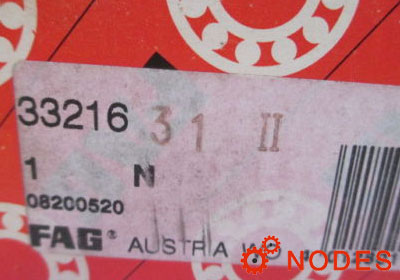 33216 31 II
1 N
08200520
FAG® AUSTRIA
NODES